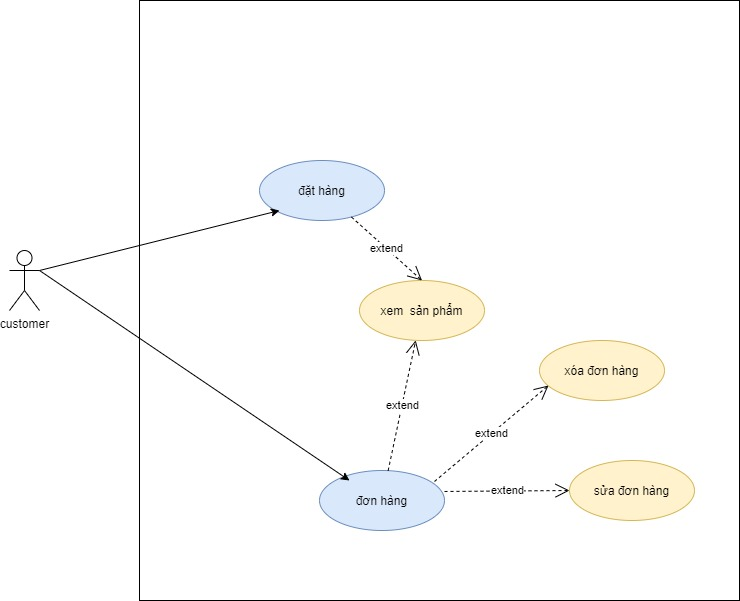 đặt hàng
extend
customer
xem sản phẩm
xóa đơn hàng
extend
extend
extend
sửa đơn hàng
đơn hàng